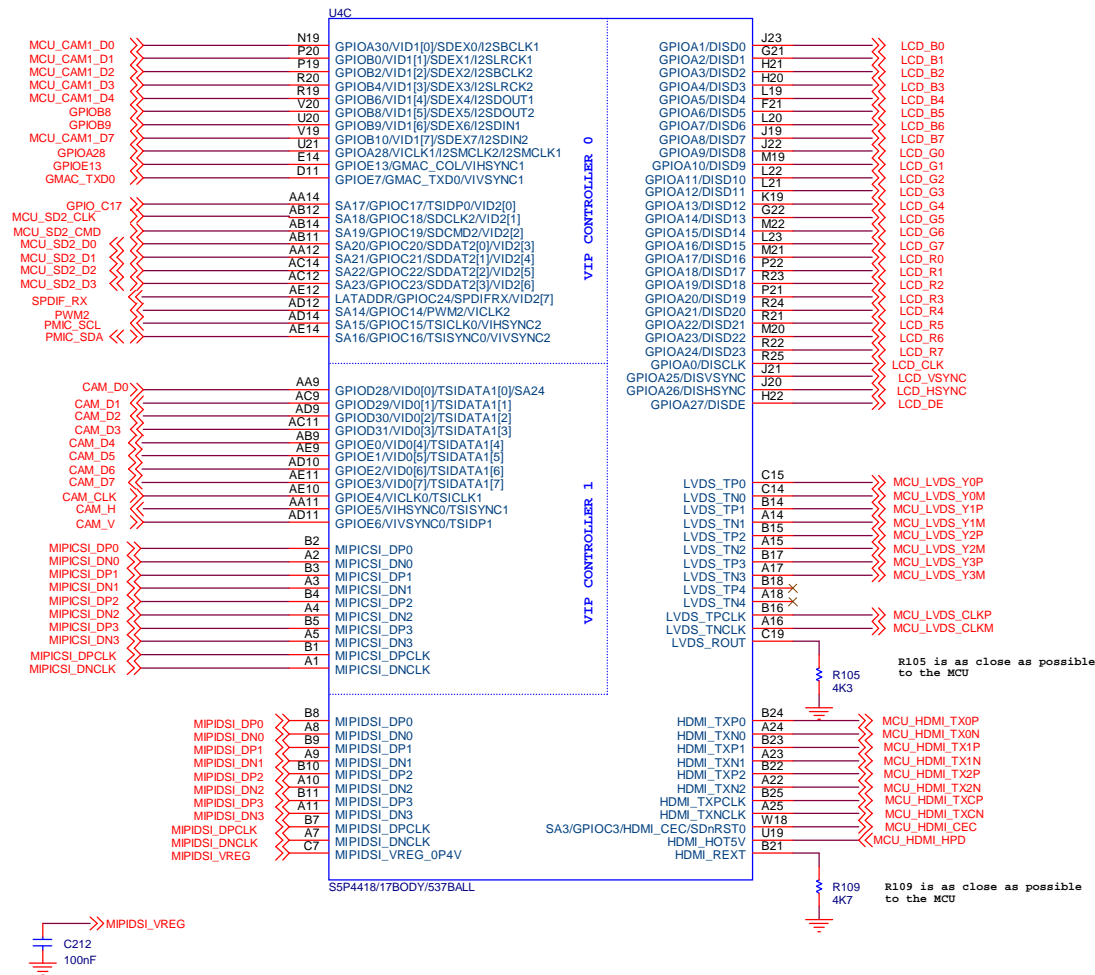 U4C
MCU_CAM1_D0 N19 GPIOA30/VID1[0]/SDEX0/I2SBCLK1
MCU_CAM1_D1 P20 GPIOB0/VID1[1]/SDEX1/I2SLRCK1
MCU_CAM1_D2 P19 GPIOB2/VID1[2]/SDEX2/I2SBCLK2
MCU_CAM1_D3 R20 GPIOB4/VID1[3]/SDEX3/I2SLRCK2
MCU_CAM1_D4 R19 GPIOB6/VID1[4]/SDEX4/I2SDOUT1
GPIOB8 V20 GPIOB8/VID1[5]/SDEX5/I2SDOUT2
GPIOB9 U20 GPIOB9/VID1[6]/SDEX6/I2SDIN1
MCU_CAM1_D7 V19 GPIOB10/VID1[7]/SDEX7/I2SDIN2
GPIOA28 U21 GPIOA28/VICLK1/I2SMCLK2/I2SMCLK1
GPIOE13 E14 GPIOE13/GMAC_COL/VIHSYNC1
GMAC_TXD0 D11 GPIOE7/GMAC_TXD0/VIVSYNC1
GPIO_C17 AA14 SA17/GPIOC17/TSIDP0/VID2[0]
MCU_SD2_CLK AB12 SA18/GPIOC18/SDCLK2/VID2[1]
MCU_SD2_CMD AB14 SA19/GPIOC19/SDCMD2/VID2[2]
MCU_SD2_D0 AB11 SA20/GPIOC20/SDDAT2[0]/VID2[3]
MCU_SD2_D1 AA12 SA21/GPIOC21/SDDAT2[1]/VID2[4]
MCU_SD2_D2 AC14 SA22/GPIOC22/SDDAT2[2]/VID2[5]
MCU_SD2_D3 AC12 SA23/GPIOC23/SDDAT2[3]/VID2[6]
SPDIF_RX AE12 LATADDR/GPIOC24/SPDIFRX/VID2[7]
PWM2 AD12 SA14/GPIOC14/PWM2/VICLK2
PMIC_SCL AD14 SA15/GPIOC15/TSICLK0/VIHSYNC2
PMIC_SDA AE14 SA16/GPIOC16/TSISYNC0/VIVSYNC2
VIP CONTROLLER 0
CAM_D0 AA9 GPIOD28/VID0[0]/TSIDATA1[0]/SA24
CAM_D1 AC9 GPIOD29/VID0[1]/TSIDATA1[1]
CAM_D2 AD9 GPIOD30/VID0[2]/TSIDATA1[2]
CAM_D3 AC11 GPIOD31/VID0[3]/TSIDATA1[3]
CAM_D4 AB9 GPIOE0/VID0[4]/TSIDATA1[4]
CAM_D5 AE9 GPIOE1/VID0[5]/TSIDATA1[5]
CAM_D6 AD10 GPIOE2/VID0[6]/TSIDATA1[6]
CAM_D7 AE11 GPIOE3/VID0[7]/TSIDATA1[7]
CAM_CLK AE10 GPIOE4/VICLK0/TSICLK1
CAM_H AA11 GPIOE5/VIHSYNC0/TSISYNC1
CAM_V AD11 GPIOE6/VIVSYNC0/TSIDP1
MIPICSI_DP0 B2 MIPICSI_DP0
MIPICSI_DN0 A2 MIPICSI_DN0
MIPICSI_DP1 B3 MIPICSI_DP1
MIPICSI_DN1 A3 MIPICSI_DN1
MIPICSI_DP2 B4 MIPICSI_DP2
MIPICSI_DN2 A4 MIPICSI_DN2
MIPICSI_DP3 B5 MIPICSI_DP3
MIPICSI_DN3 A5 MIPICSI_DN3
MIPICSI_DPCLK B1 MIPICSI_DPCLK
MIPICSI_DNCLK A1 MIPICSI_DNCLK
VIP CONTROLLER 1
MIPIDSI_DP0 B8 MIPIDSI_DP0
MIPIDSI_DN0 A8 MIPIDSI_DN0
MIPIDSI_DP1 B9 MIPIDSI_DP1
MIPIDSI_DN1 A9 MIPIDSI_DN1
MIPIDSI_DP2 B10 MIPIDSI_DP2
MIPIDSI_DN2 A10 MIPIDSI_DN2
MIPIDSI_DP3 B11 MIPIDSI_DP3
MIPIDSI_DN3 A11 MIPIDSI_DN3
MIPIDSI_DPCLK B7 MIPIDSI_DPCLK
MIPIDSI_DNCLK A7 MIPIDSI_DNCLK
MIPIDSI_VREG C7 MIPIDSI_VREG_0P4V
GPIOA1/DISD0 J23 LCD_B0
GPIOA2/DISD1 G21 LCD_B1
GPIOA3/DISD2 H21 LCD_B2
GPIOA4/DISD3 H20 LCD_B3
GPIOA5/DISD4 L19 LCD_B4
GPIOA6/DISD5 F21 LCD_B5
GPIOA7/DISD6 L20 LCD_B6
GPIOA8/DISD7 J19 LCD_B7
GPIOA9/DISD8 J22 LCD_G0
GPIOA10/DISD9 M19 LCD_G1
GPIOA11/DISD10 L22 LCD_G2
GPIOA12/DISD11 L21 LCD_G3
GPIOA13/DISD12 K19 LCD_G4
GPIOA14/DISD13 G22 LCD_G5
GPIOA15/DISD14 M22 LCD_G6
GPIOA16/DISD15 L23 LCD_G7
GPIOA17/DISD16 M21 LCD_R0
GPIOA18/DISD17 P22 LCD_R1
GPIOA19/DISD18 R23 LCD_R2
GPIOA20/DISD19 P21 LCD_R3
GPIOA21/DISD20 R24 LCD_R4
GPIOA22/DISD21 R21 LCD_R5
GPIOA23/DISD22 M20 LCD_R6
GPIOA24/DISD23 R22 LCD_R7
GPIOA0/DISCLK R25 LCD_CLK
GPIOA25/DISVSYNC J21 LCD_VSYNC
GPIOA26/DISHSYNC J20 LCD_HSYNC
GPIOA27/DISDE H22 LCD_DE
LVDS_TP0 C15 MCU_LVDS_Y0P
LVDS_TN0 C14 MCU_LVDS_Y0M
LVDS_TP1 B14 MCU_LVDS_Y1P
LVDS_TN1 A14 MCU_LVDS_Y1M
LVDS_TP2 B15 MCU_LVDS_Y2P
LVDS_TN2 A15 MCU_LVDS_Y2M
LVDS_TP3 B17 MCU_LVDS_Y3P
LVDS_TN3 A17 MCU_LVDS_Y3M
LVDS_TP4 B18
LVDS_TN4 A18
LVDS_TPCLK B16 MCU_LVDS_CLKP
LVDS_TNCLK A16 MCU_LVDS_CLKM
LVDS_ROUT C19
R105
4K3
R105 is as close as possible
to the MCU
HDMI_TXP0 B24 MCU_HDMI_TX0P
HDMI_TXN0 A24 MCU_HDMI_TX0N
HDMI_TXP1 B23 MCU_HDMI_TX1P
HDMI_TXN1 A23 MCU_HDMI_TX1N
HDMI_TXP2 B22 MCU_HDMI_TX2P
HDMI_TXN2 A22 MCU_HDMI_TX2N
HDMI_TXPCLK B25 MCU_HDMI_TXCP
HDMI_TXNCLK A25 MCU_HDMI_TXCN
SA3/GPIOC3/HDMI_CEC/SDnRST0 W18 MCU_HDMI_CEC
HDMI_HOT5V U19 MCU_HDMI_HPD
HDMI_REXT B21
R109
4K7
R109 is as close as possible
to the MCU
S5P4418/17BODY/537BALL
MIPIDSI_VREG
C212
100nF